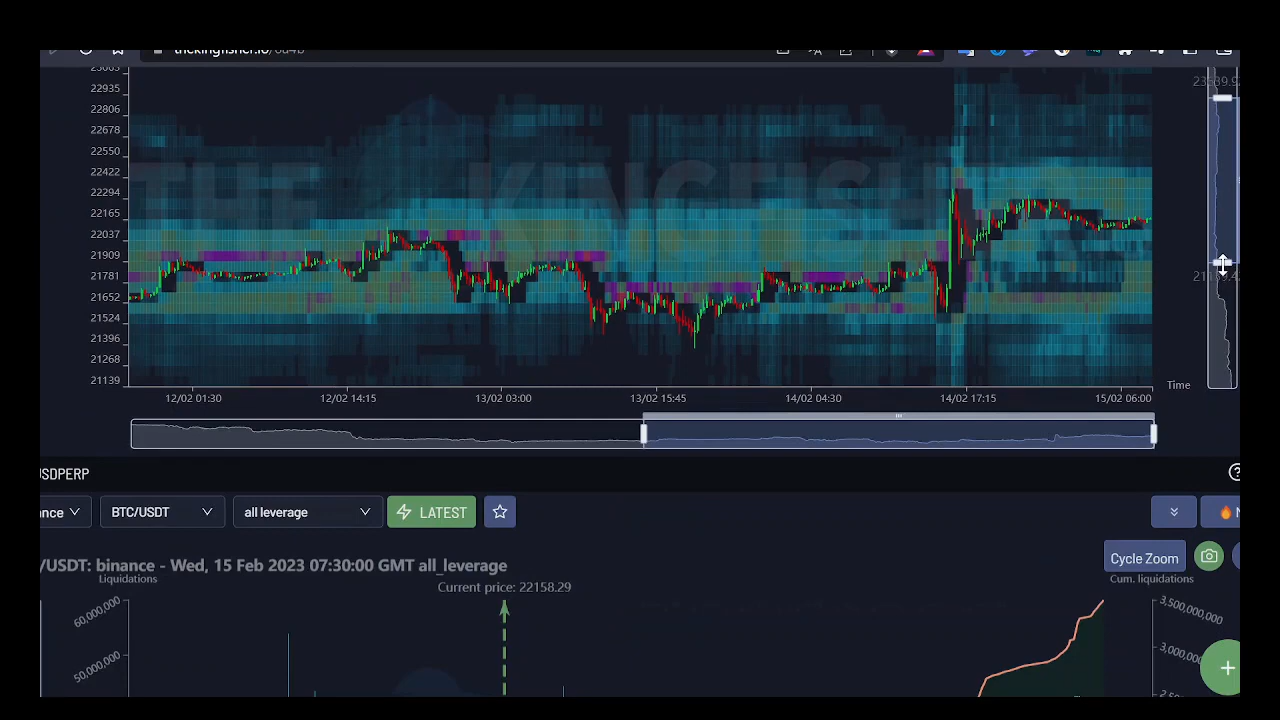 22935
22806
22678
22550
22422
22294
22165
22037
21909
21781
21652
21524
21396
21268
21139
THE KINGFISH
12/02 01:30
12/02 14:15
13/02 03:00
13/02 15:45
14/02 04:30
14/02 17:15
15/02 06:00
Time
USDPERP
nce
BTC/USDT
all leverage
LATEST
/USDT: binance - Wed, 15 Feb 2023 07:30:00 GMT all_leverage
Liquidations
Current price: 22158.29
Cycle Zoom
Cum. liquidations
60,000,000
50,000,000
3,500,000,000
3,000,000